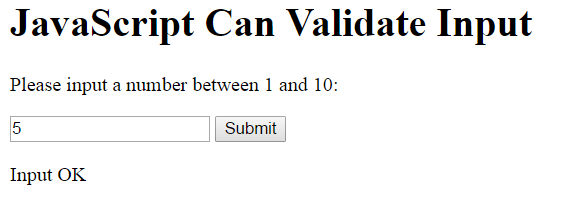 JavaScript Can Validate Input
Please input a number between 1 and 10:
5 Submit
Input OK